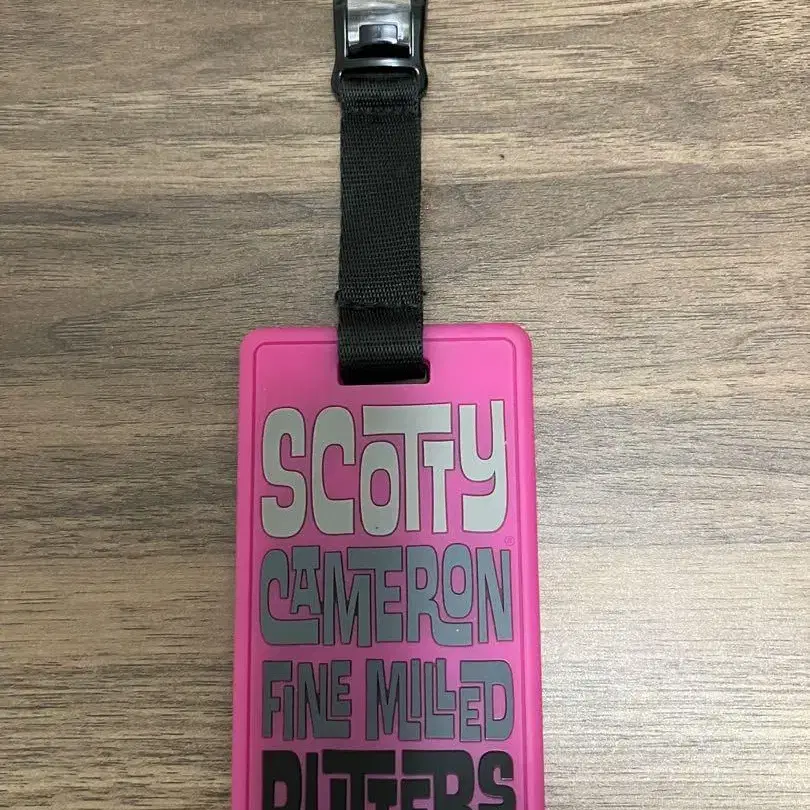 SCOTTY
®
CAMERON
FINE MILLED
PUTTERS